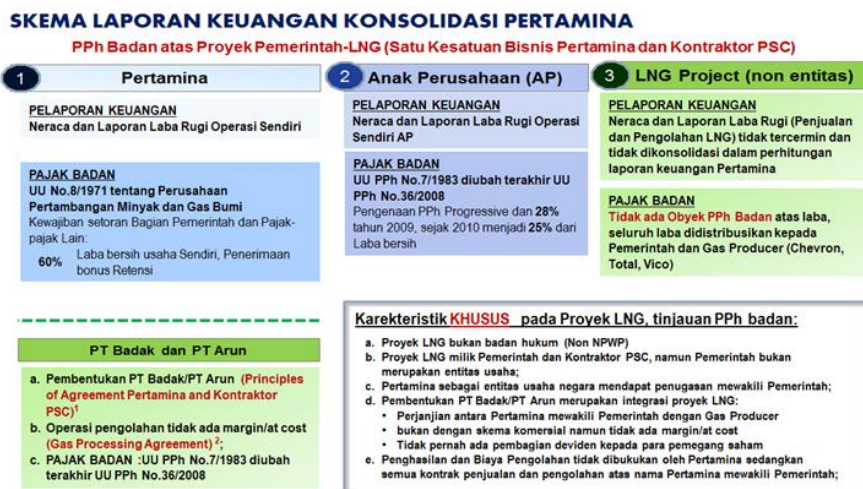 SKEMA LAPORAN KEUANGAN KONSOLIDASI PERTAMINA
PPh Badan atas Proyek Pemerintah-LNG (Satu Kesatuan Bisnis Pertamina dan Kontraktor PSC)
1 Pertamina
PELAPORAN KEUANGAN
Neraca dan Laporan Laba Rugi Operasi Sendiri
PAJAK BADAN
UU No.8/1971 tentang Perusahaan
Pertambangan Minyak dan Gas Bumi
Kewajiban setoran Bagian Pemerintah dan Pajak-
pajak Lain:
60% Laba bersih usaha Sendiri, Penerimaan
bonus Retensi
2 Anak Perusahaan (AP)
PELAPORAN KEUANGAN
Neraca dan Laporan Laba Rugi Operasi
Sendiri AP
PAJAK BADAN
UU PPh No.7/1983 diubah terakhir UU
PPh No.36/2008
Pengenaan PPh Progressive dan 28%
tahun 2009, sejak 2010 menjadi 25% dari
Laba bersih
3 LNG Project (non entitas)
PELAPORAN KEUANGAN
Neraca dan Laporan Laba Rugi (Penjualan
dan Pengolahan LNG) tidak tercermin dan
tidak dikonsolidasi dalam perhitungan
laporan keuangan Pertamina
PAJAK BADAN
Tidak ada Obyek PPh Badan atas laba,
seluruh laba didistribusikan kepada
Pemerintah dan Gas Producer (Chevron,
Total, Vico)
PT Badak dan PT Arun
a. Pembentukan PT Badak/PT Arun (Principles
of Agreement Pertamina and Kontraktor
PSC)¹
b. Operasi pengolahan tidak ada margin/at cost
(Gas Processing Agreement) ²;
c. PAJAK BADAN :UU PPh No.7/1983 diubah
terakhir UU PPh No.36/2008
Karekteristik KHUSUS pada Proyek LNG, tinjauan PPh badan:
a. Proyek LNG bukan badan hukum (Non NPWP)
b. Proyek LNG milik Pemerintah dan Kontraktor PSC, namun Pemerintah bukan
merupakan entitas usaha;
c. Pertamina sebagai entitas usaha negara mendapat penugasan mewakili Pemerintah;
d. Pembentukan PT Badak/PT Arun merupakan integrasi proyek LNG:
• Perjanjian antara Pertamina mewakili Pemerintah dengan Gas Producer
• bukan dengan skema komersial namun tidak ada margin/at cost
• Tidak pernah ada pembagian deviden kepada para pemegang saham
e. Penghasilan dan Biaya Pengolahan tidak dibukukan oleh Pertamina sedangkan
semua kontrak penjualan dan pengolahan atas nama Pertamina mewakili Pemerintah;